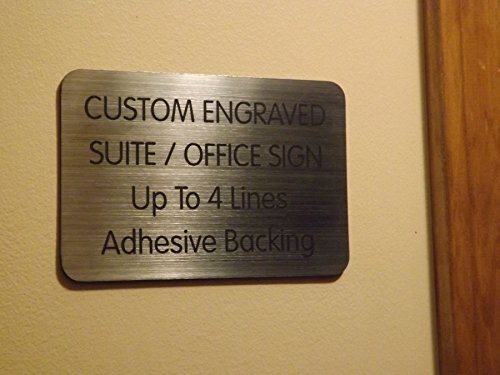 CUSTOM ENGRAVED
SUITE / OFFICE SIGN
Up To 4 Lines
Adhesive Backing